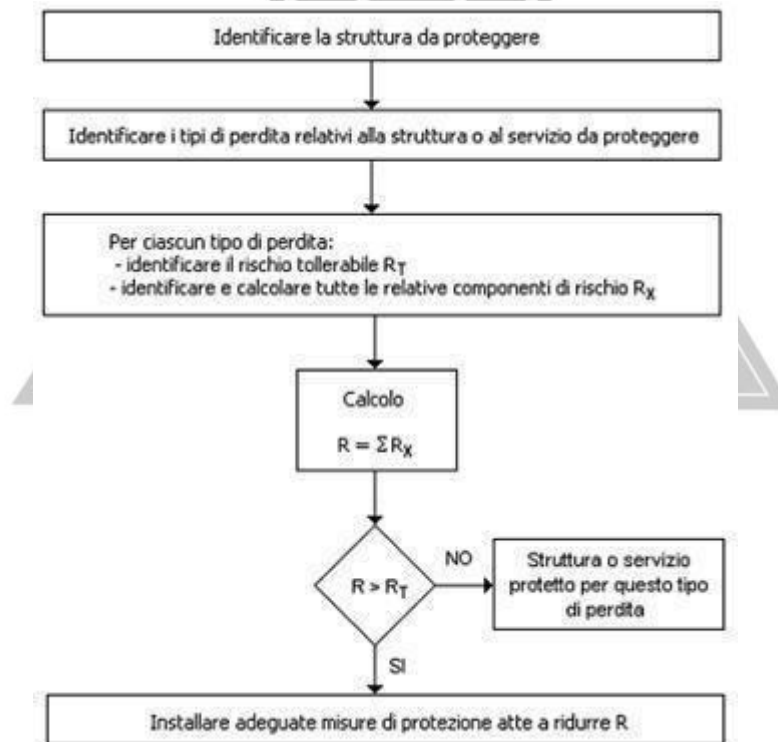 Identificare la struttura da proteggere
Identificare i tipi di perdita relativi alla struttura o al servizio da proteggere
Per ciascun tipo di perdita:
- identificare il rischio tollerabile RT
- identificare e calcolare tutte le relative componenti di rischio RX
Calcolo
R = ΣRX
R > RT
NO
Struttura o servizio
protetto per questo tipo
di perdita
SI
Installare adeguate misure di protezione atte a ridurre R